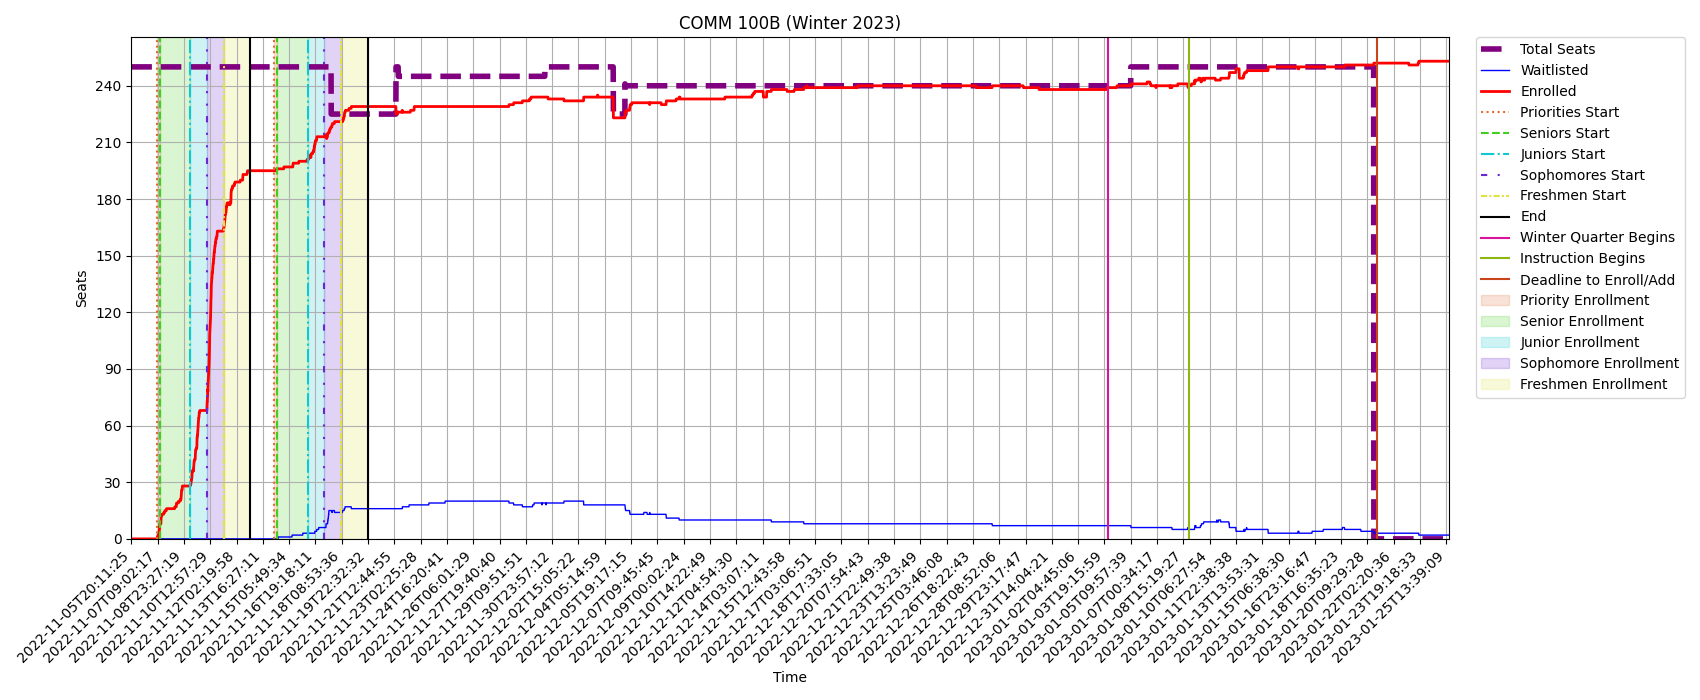 COMM 100B (Winter 2023)
Seats
240
210
180
150
120
90
60
30
0
2022-11-05T20:11:25
2022-11-07T09:02:17
2022-11-08T23:27:19
2022-11-10T12:57:29
2022-11-12T02:19:58
2022-11-13T16:27:11
2022-11-15T05:49:34
2022-11-16T19:18:11
2022-11-18T08:53:36
2022-11-19T22:32:32
2022-11-21T12:44:55
2022-11-23T02:25:28
2022-11-24T16:20:41
2022-11-26T06:01:29
2022-11-27T19:40:40
2022-11-29T09:51:51
2022-11-30T23:57:12
2022-12-02T15:05:22
2022-12-04T05:14:59
2022-12-05T19:17:15
2022-12-07T09:45:45
2022-12-09T00:02:24
2022-12-10T14:22:49
2022-12-12T04:54:30
2022-12-14T03:07:11
2022-12-15T12:43:58
2022-12-17T03:06:51
2022-12-18T17:33:05
2022-12-20T07:54:43
2022-12-21T22:49:38
2022-12-23T13:23:49
2022-12-25T03:46:08
2022-12-26T18:22:43
2022-12-28T08:52:06
2022-12-29T23:17:47
2022-12-31T14:04:21
2023-01-02T04:45:06
2023-01-03T19:15:59
2023-01-05T09:57:39
2023-01-07T00:34:17
2023-01-08T15:19:27
2023-01-10T06:27:54
2023-01-11T22:38:38
2023-01-13T13:53:31
2023-01-15T06:38:30
2023-01-16T23:16:47
2023-01-18T16:35:23
2023-01-20T09:29:28
2023-01-22T02:20:36
2023-01-23T19:18:33
2023-01-25T13:39:09
Time
Total Seats
Waitlisted
Enrolled
Priorities Start
Seniors Start
Juniors Start
Sophomores Start
Freshmen Start
End
Winter Quarter Begins
Instruction Begins
Deadline to Enroll/Add
Priority Enrollment
Senior Enrollment
Junior Enrollment
Sophomore Enrollment
Freshmen Enrollment